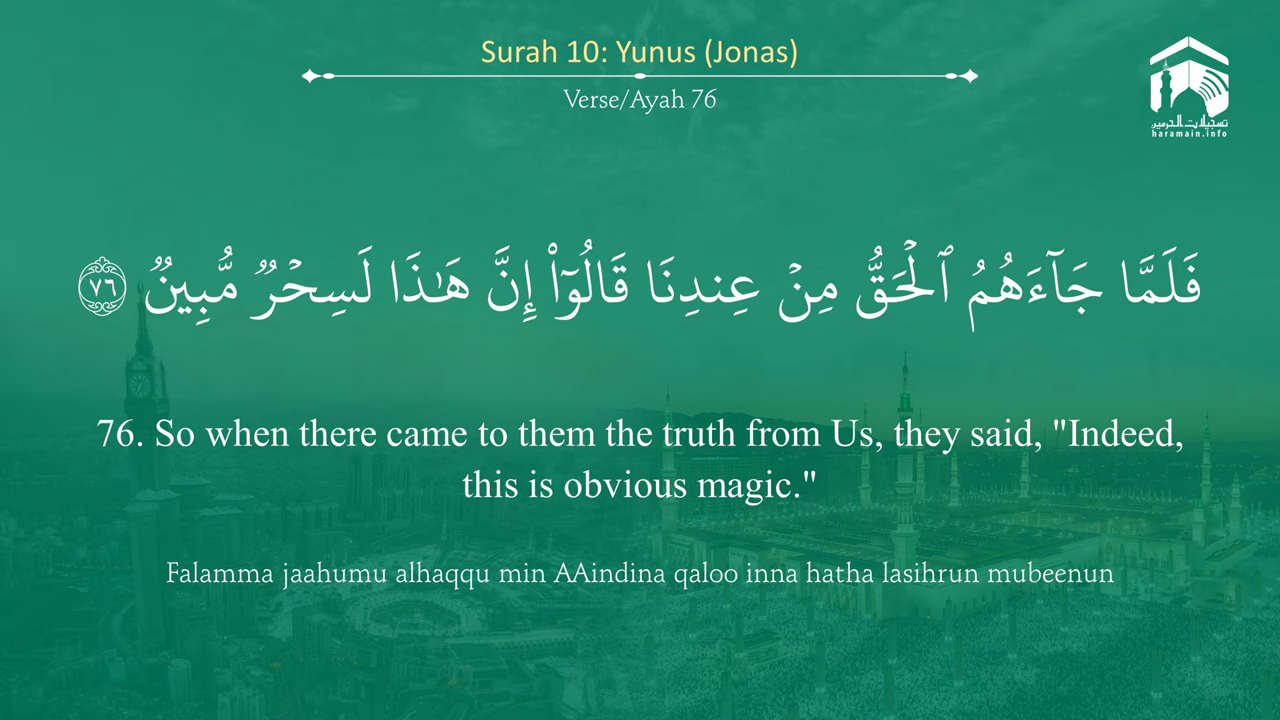 Surah 10: Yunus (Jonas)
Verse/Ayah 76
تسجيلات الحرمين
haramain.info
فَلَمَّا جَآءَهُمُ ٱلْحَقُّ مِنْ عِندِنَا قَالُوٓا۟ إِنَّ هَـٰذَا لَسِحْرٌ مُّبِينٌ ٧٦
76. So when there came to them the truth from Us, they said, "Indeed,
this is obvious magic."
Falamma jaahumu alhaqqu min AAindina qaloo inna hatha lasihrun mubeenun